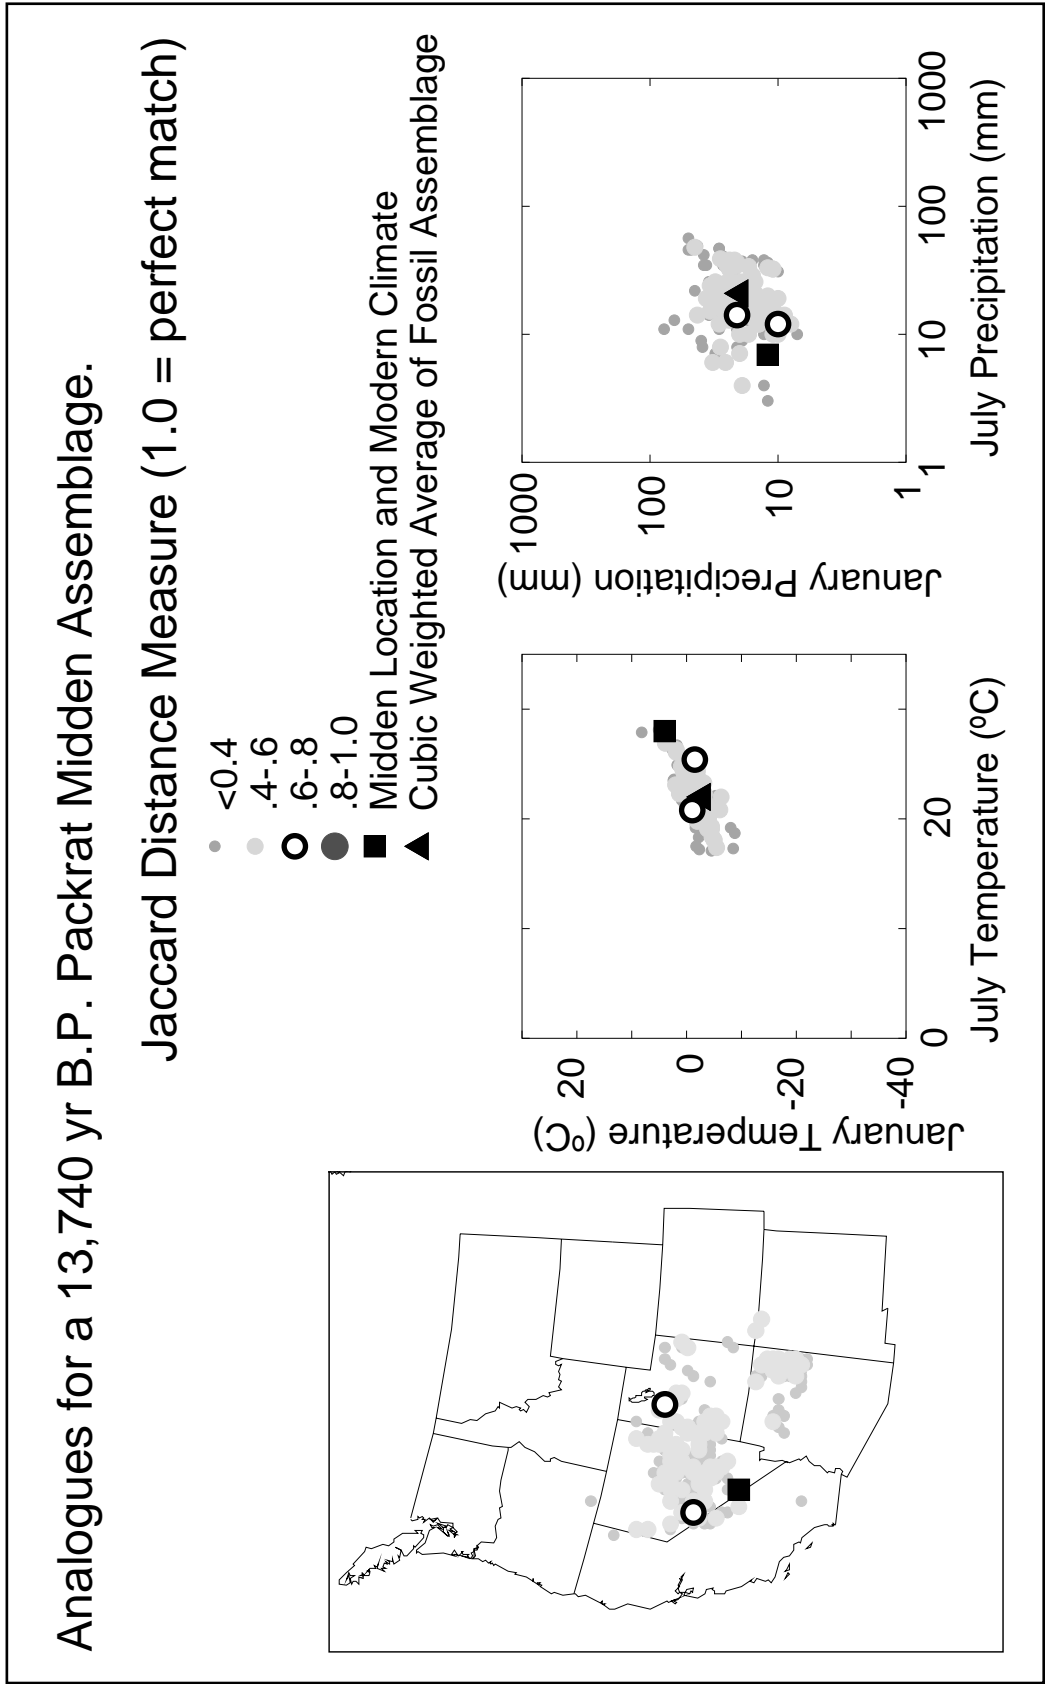 Analogues for a 13,740 yr B.P. Packrat Midden Assemblage.
Jaccard Distance Measure (1.0 = perfect match)
<0.4
.4-.6
.6-.8
.8-1.0
Midden Location and Modern Climate
Cubic Weighted Average of Fossil Assemblage
January Temperature (ºC)
20
0
-20
-40
0
20
July Temperature (ºC)
January Precipitation (mm)
1000
100
10
1
1
10
100
1000
July Precipitation (mm)